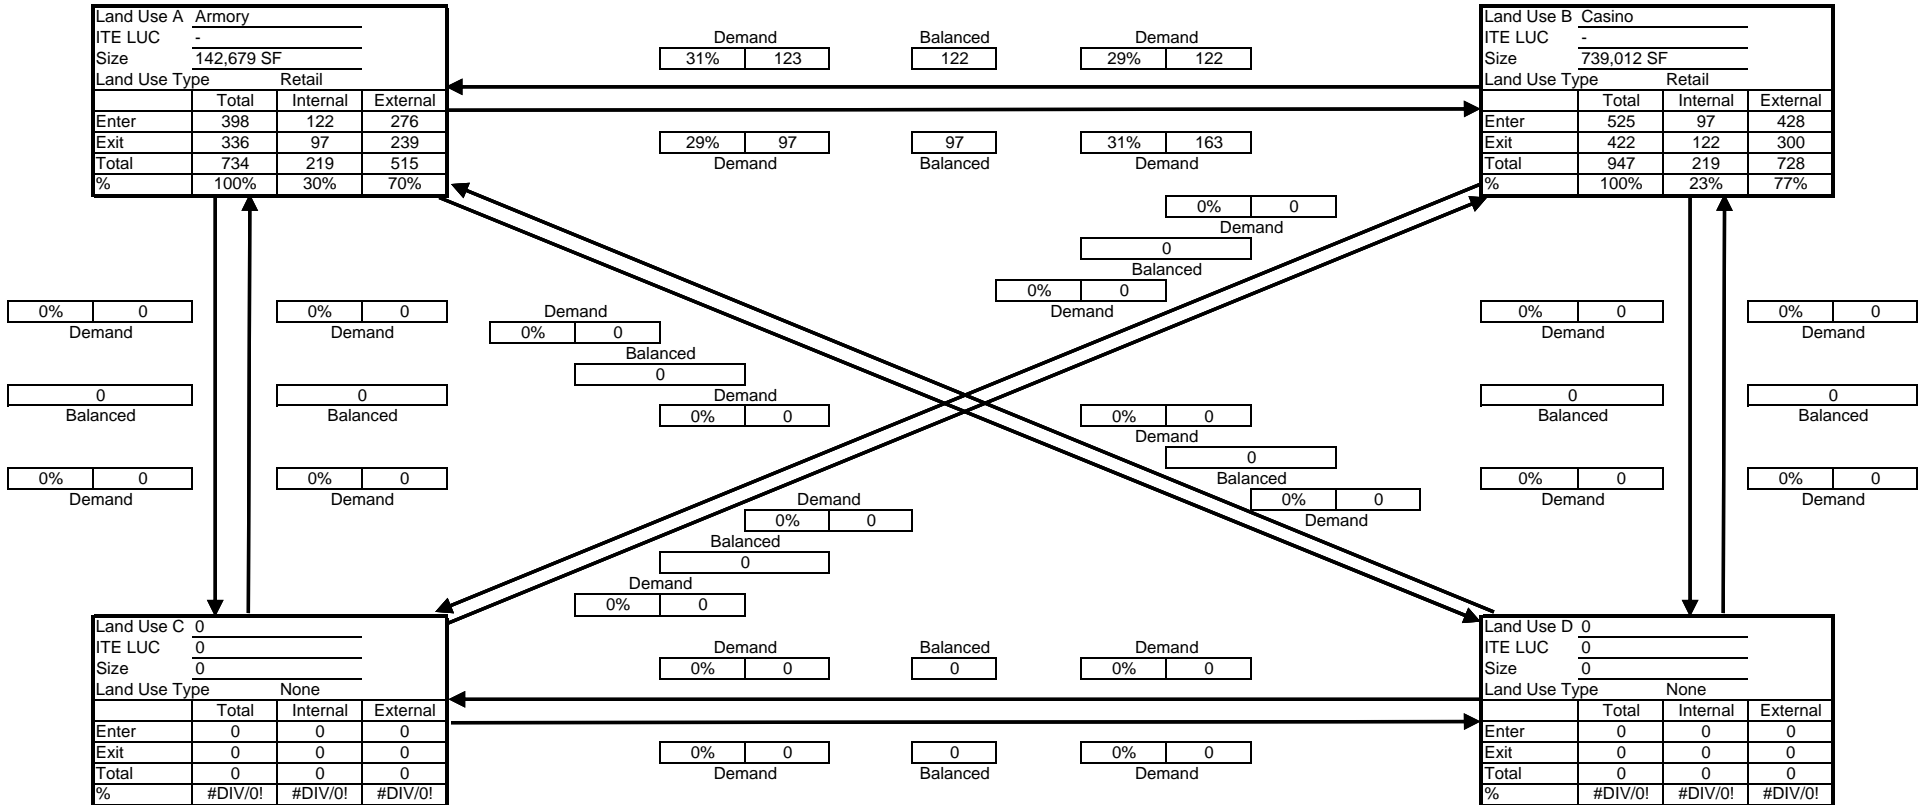 Land Use A Armory
ITE LUC -
Size 142,679 SF
Land Use Type Retail
Total Internal External
Enter 398 122 276
Exit 336 97 239
Total 734 219 515
% 100% 30% 70%
Demand Balanced Demand
31% 123 122 29% 122
29% 97 97 31% 163
Demand Balanced Demand
Land Use B Casino
ITE LUC -
Size 739,012 SF
Land Use Type Retail
Total Internal External
Enter 525 97 428
Exit 422 122 300
Total 947 219 728
% 100% 23% 77%
0% 0
Demand
0
Balanced
0% 0
Demand
0% 0
Demand
0
Balanced
0% 0
Demand
0% 0
Demand
0
Balanced
0% 0
Demand
Demand
0% 0
Balanced
0
Demand
0% 0
0% 0
Demand
0
Balanced
0% 0
Demand
0% 0
Demand
0
Balanced
0% 0
Demand
0% 0
Demand
0
Balanced
0% 0
Demand
Demand
0% 0
Balanced
0
Demand
0% 0
Land Use C 0
ITE LUC 0
Size 0
Land Use Type None
Total Internal External
Enter 0 0 0
Exit 0 0 0
Total 0 0 0
% #DIV/0! #DIV/0! #DIV/0!
Demand Balanced Demand
0% 0 0 0% 0
0% 0 0 0% 0
Demand Balanced Demand
Land Use D 0
ITE LUC 0
Size 0
Land Use Type None
Total Internal External
Enter 0 0 0
Exit 0 0 0
Total 0 0 0
% #DIV/0! #DIV/0! #DIV/0!